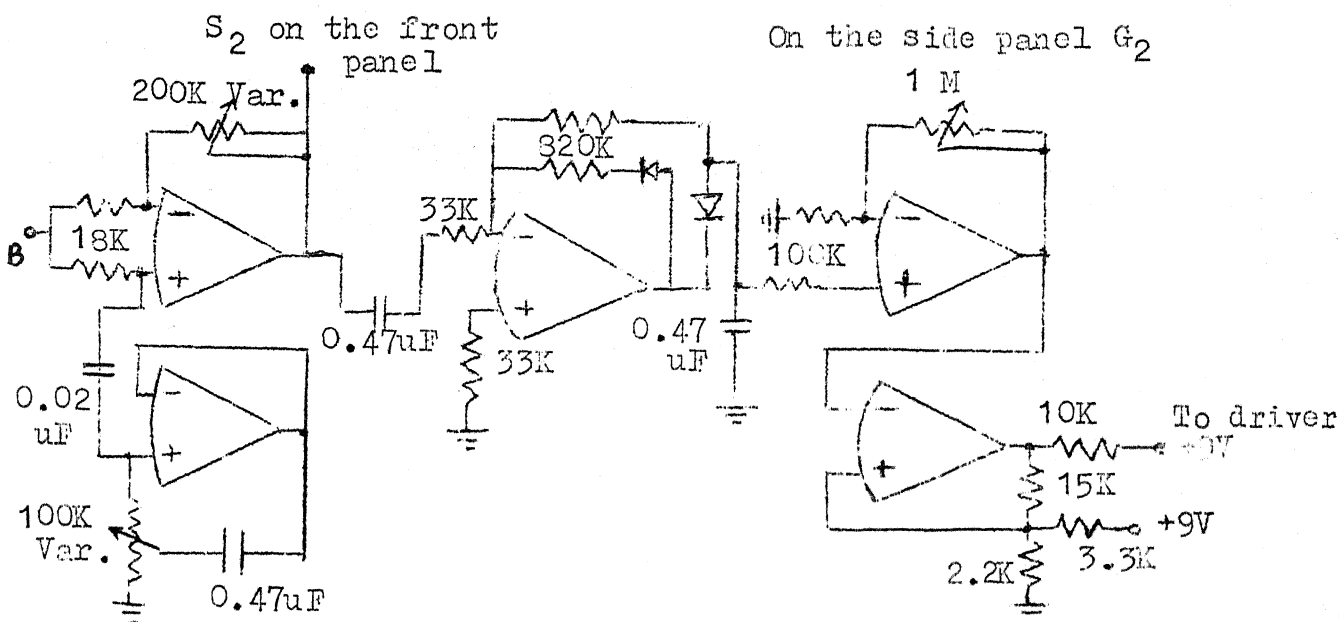 S2 on the front
panel
On the side panel G2
200K Var.
1 M
820K
33K
B
18K
-
+
-
+
100K
-
+
0.47uF
33K
0.47
uF
0.02
uF
-
+
-
+
10K
To driver
15K
+9V
3.3K
2.2K
100K
Var.
0.47uF